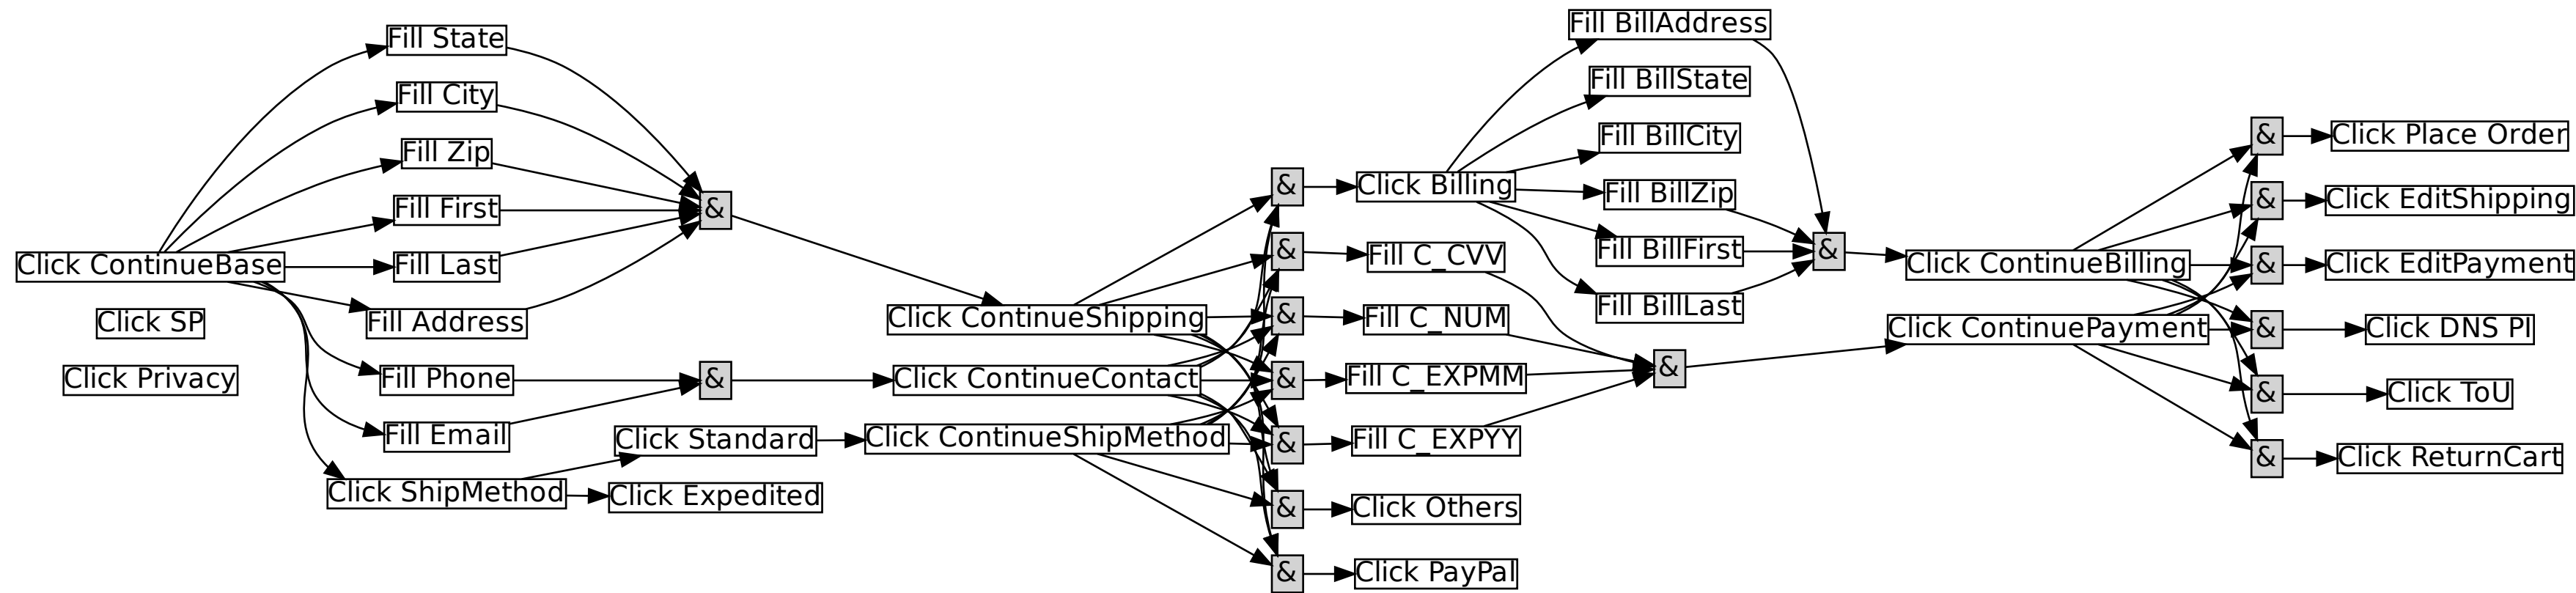 Click ContinueBase
Click SP
Click Privacy
Fill State
Fill City
Fill Zip
Fill First
Fill Last
Fill Address
Fill Phone
Fill Email
Click ShipMethod
&
&
Click Standard
Click Expedited
Click ContinueShipping
Click ContinueContact
Click ContinueShipMethod
&
&
&
&
&
&
&
Click Billing
Fill C_CVV
Fill C_NUM
Fill C_EXPMM
Fill C_EXPYY
Click Others
Click PayPal
Fill BillAddress
Fill BillState
Fill BillCity
Fill BillZip
Fill BillFirst
Fill BillLast
&
&
Click ContinueBilling
Click ContinuePayment
&
&
&
&
&
&
Click Place Order
Click EditShipping
Click EditPayment
Click DNS PI
Click ToU
Click ReturnCart